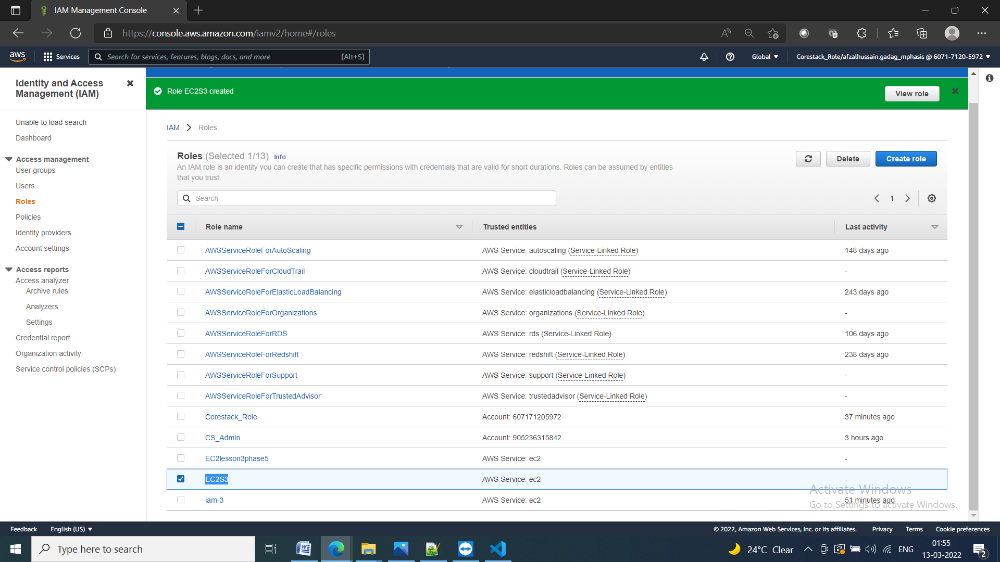 IAM Management Console
https://console.aws.amazon.com/iamv2/home#/roles
aws
Services
Search for services, features, blogs, docs, and more [Alt+S]
Global
Corestack_Role/afzalhussain.gadag_mphasis @ 6071-7120-5972
Identity and Access Management (IAM)
Unable to load search
Dashboard
Access management
User groups
Users
Roles
Policies
Identity providers
Account settings
Access reports
Access analyzer
Archive rules
Analyzers
Settings
Credential report
Organization activity
Service control policies (SCPs)
Role EC2S3 created
View role
IAM > Roles
Roles (Selected 1/13) Info
An IAM role is an identity you can create that has specific permissions with credentials that are valid for short durations. Roles can be assumed by entities
that you trust.
Delete
Create role
Search
1
Role name Trusted entities Last activity
AWSServiceRoleForAutoScaling AWS Service: autoscaling (Service-Linked Role) 148 days ago
AWSServiceRoleForCloudTrail AWS Service: cloudtrail (Service-Linked Role) -
AWSServiceRoleForElasticLoadBalancing AWS Service: elasticloadbalancing (Service-Linked Role) 243 days ago
AWSServiceRoleForOrganizations AWS Service: organizations (Service-Linked Role) -
AWSServiceRoleForRDS AWS Service: rds (Service-Linked Role) 106 days ago
AWSServiceRoleForRedshift AWS Service: redshift (Service-Linked Role) 238 days ago
AWSServiceRoleForSupport AWS Service: support (Service-Linked Role) -
AWSServiceRoleForTrustedAdvisor AWS Service: trustedadvisor (Service-Linked Role) -
Corestack_Role Account: 607171205972 37 minutes ago
CS_Admin Account: 905236315842 3 hours ago
EC2lesson3phase5 AWS Service: ec2 -
EC2S3 AWS Service: ec2 -
iam-3 AWS Service: ec2 51 minutes ago
Activate Windows
Go to Settings to activate Windows.
Feedback English (US)
© 2022, Amazon Web Services, Inc. or its affiliates. Privacy Terms Cookie preferences
Type here to search
24°C Clear
ENG
01:55
13-03-2022
2